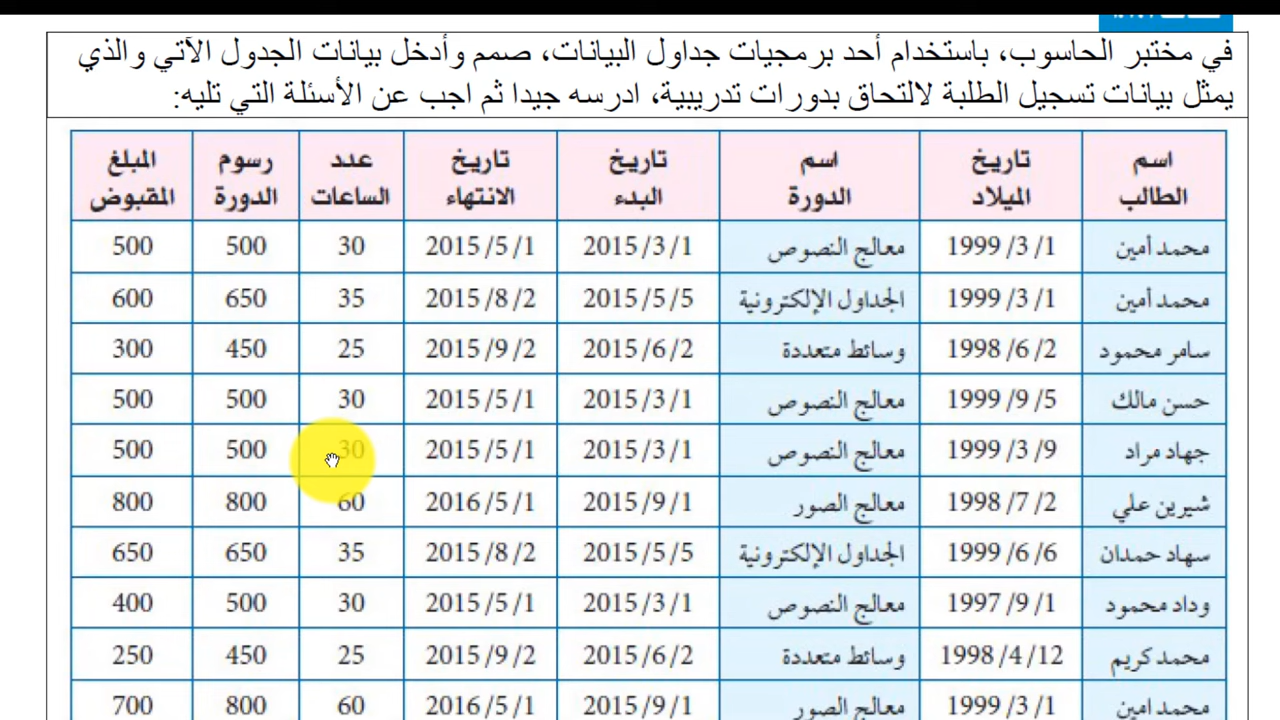 في مختبر الحاسوب، باستخدام أحد برمجيات جداول البيانات، صمم وأدخل بيانات الجدول الآتي والذي
يمثل بيانات تسجيل الطلبة لالتحاق بدورات تدريبية، ادرسه جيدا ثم اجب عن الأسئلة التي تليه:
اسم الطالب تاريخ الميلاد اسم الدورة تاريخ البدء تاريخ الانتهاء عدد الساعات رسوم الدورة المبلغ المقبوض
محمد أمين 1999/3/1 معالج النصوص 2015/3/1 2015/5/1 30 500 500
محمد أمين 1999/3/1 الجداول الإلكترونية 2015/5/5 2015/8/2 35 650 600
سامر محمود 1998/6/2 وسائط متعددة 2015/6/2 2015/9/2 25 450 300
حسن مالك 1999/9/5 معالج النصوص 2015/3/1 2015/5/1 30 500 500
جهاد مراد 1999/3/9 معالج النصوص 2015/3/1 2015/5/1 30 500 500
شيرين علي 1998/7/2 معالج الصور 2015/9/1 2016/5/1 60 800 800
سهاد حمدان 1999/6/6 الجداول الإلكترونية 2015/5/5 2015/8/2 35 650 650
وداد محمود 1997/9/1 معالج النصوص 2015/3/1 2015/5/1 30 500 400
محمد كريم 1998/4/12 وسائط متعددة 2015/6/2 2015/9/2 25 450 250
محمد امين 1999/3/1 معالج الصور 2015/9/1 2016/5/1 60 800 700